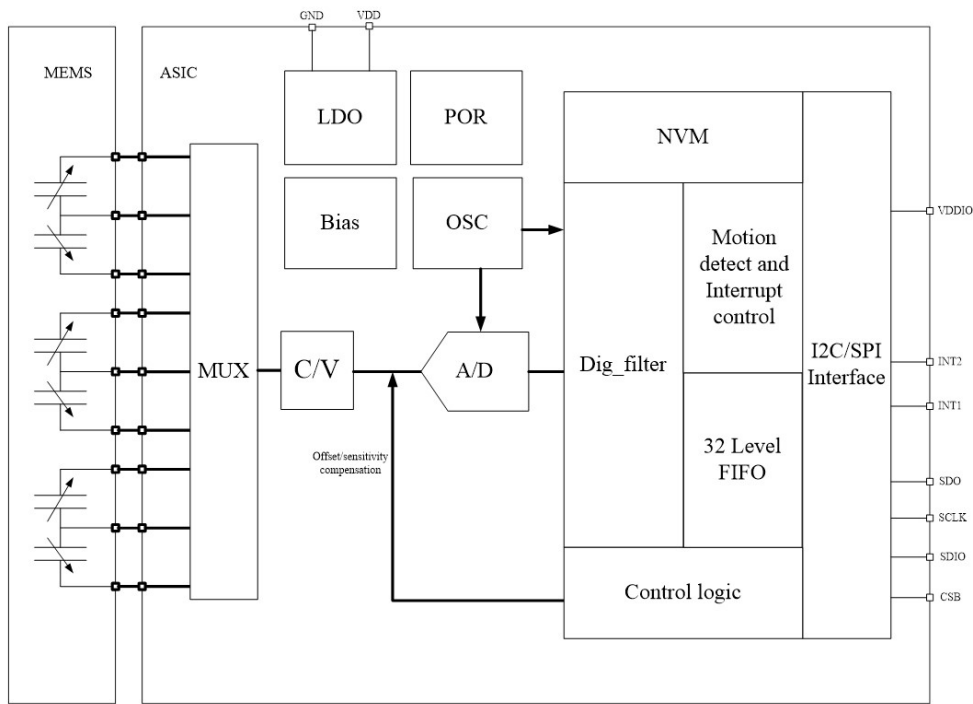 GND
VDD
MEMS
ASIC
LDO
POR
NVM
Bias
OSC
VDDIO
Motion
detect and
Interrupt
control
MUX
C/V
A/D
Dig_filter
I2C/SPI
Interface
INT2
INT1
Offset/sensitivity
compensation
32 Level
FIFO
SDO
SCLK
SDIO
Control logic
CSB